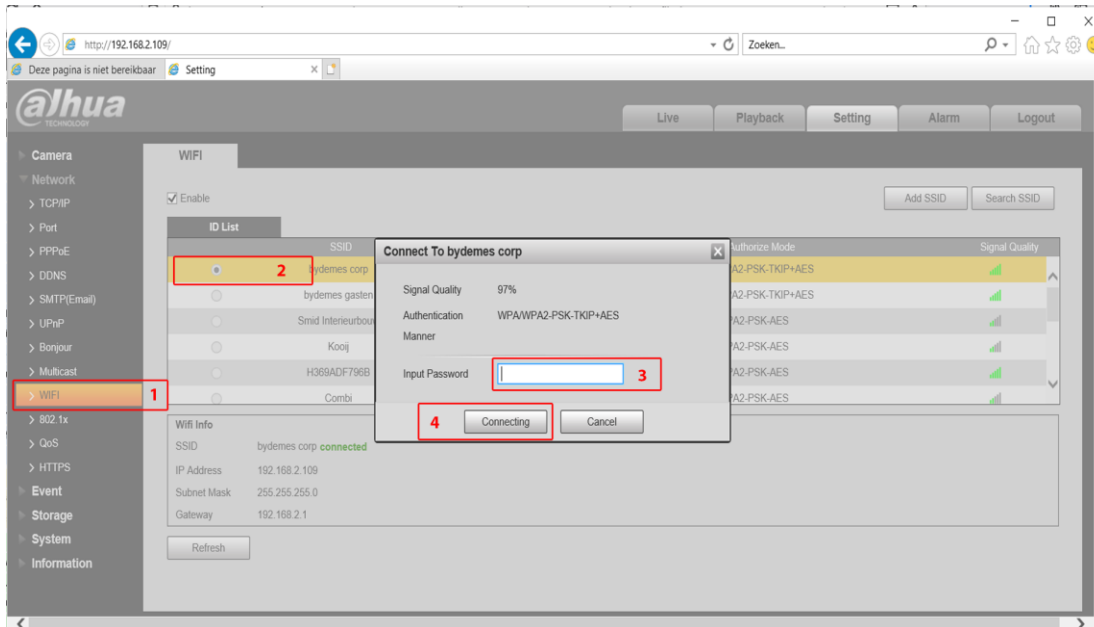 http://192.168.2.109/
Zoeken...
Deze pagina is niet bereikbaar
Setting
alhua
TECHNOLOGY
Live
Playback
Setting
Alarm
Logout
Camera
Network
TCP/IP
Port
PPPoE
DDNS
SMTP(Email)
UPnP
Bonjour
Multicast
WIFI
1
802.1x
QoS
HTTPS
Event
Storage
System
Information
WIFI
Enable
Add SSID
Search SSID
ID List
SSID
Authorize Mode
Signal Quality
2
bydemes corp
PA2-PSK-TKIP+AES
bydemes gasten
PA2-PSK-TKIP+AES
Smid Interieurbouw
PA2-PSK-AES
Kooij
PA2-PSK-AES
H369ADF796B
PA2-PSK-AES
Combi
PA2-PSK-AES
Connect To bydemes corp
Signal Quality 97%
Authentication WPA/WPA2-PSK-TKIP+AES
Manner
Input Password
3
4
Connecting
Cancel
Wifi Info
SSID bydemes corp connected
IP Address 192.168.2.109
Subnet Mask 255.255.255.0
Gateway 192.168.2.1
Refresh